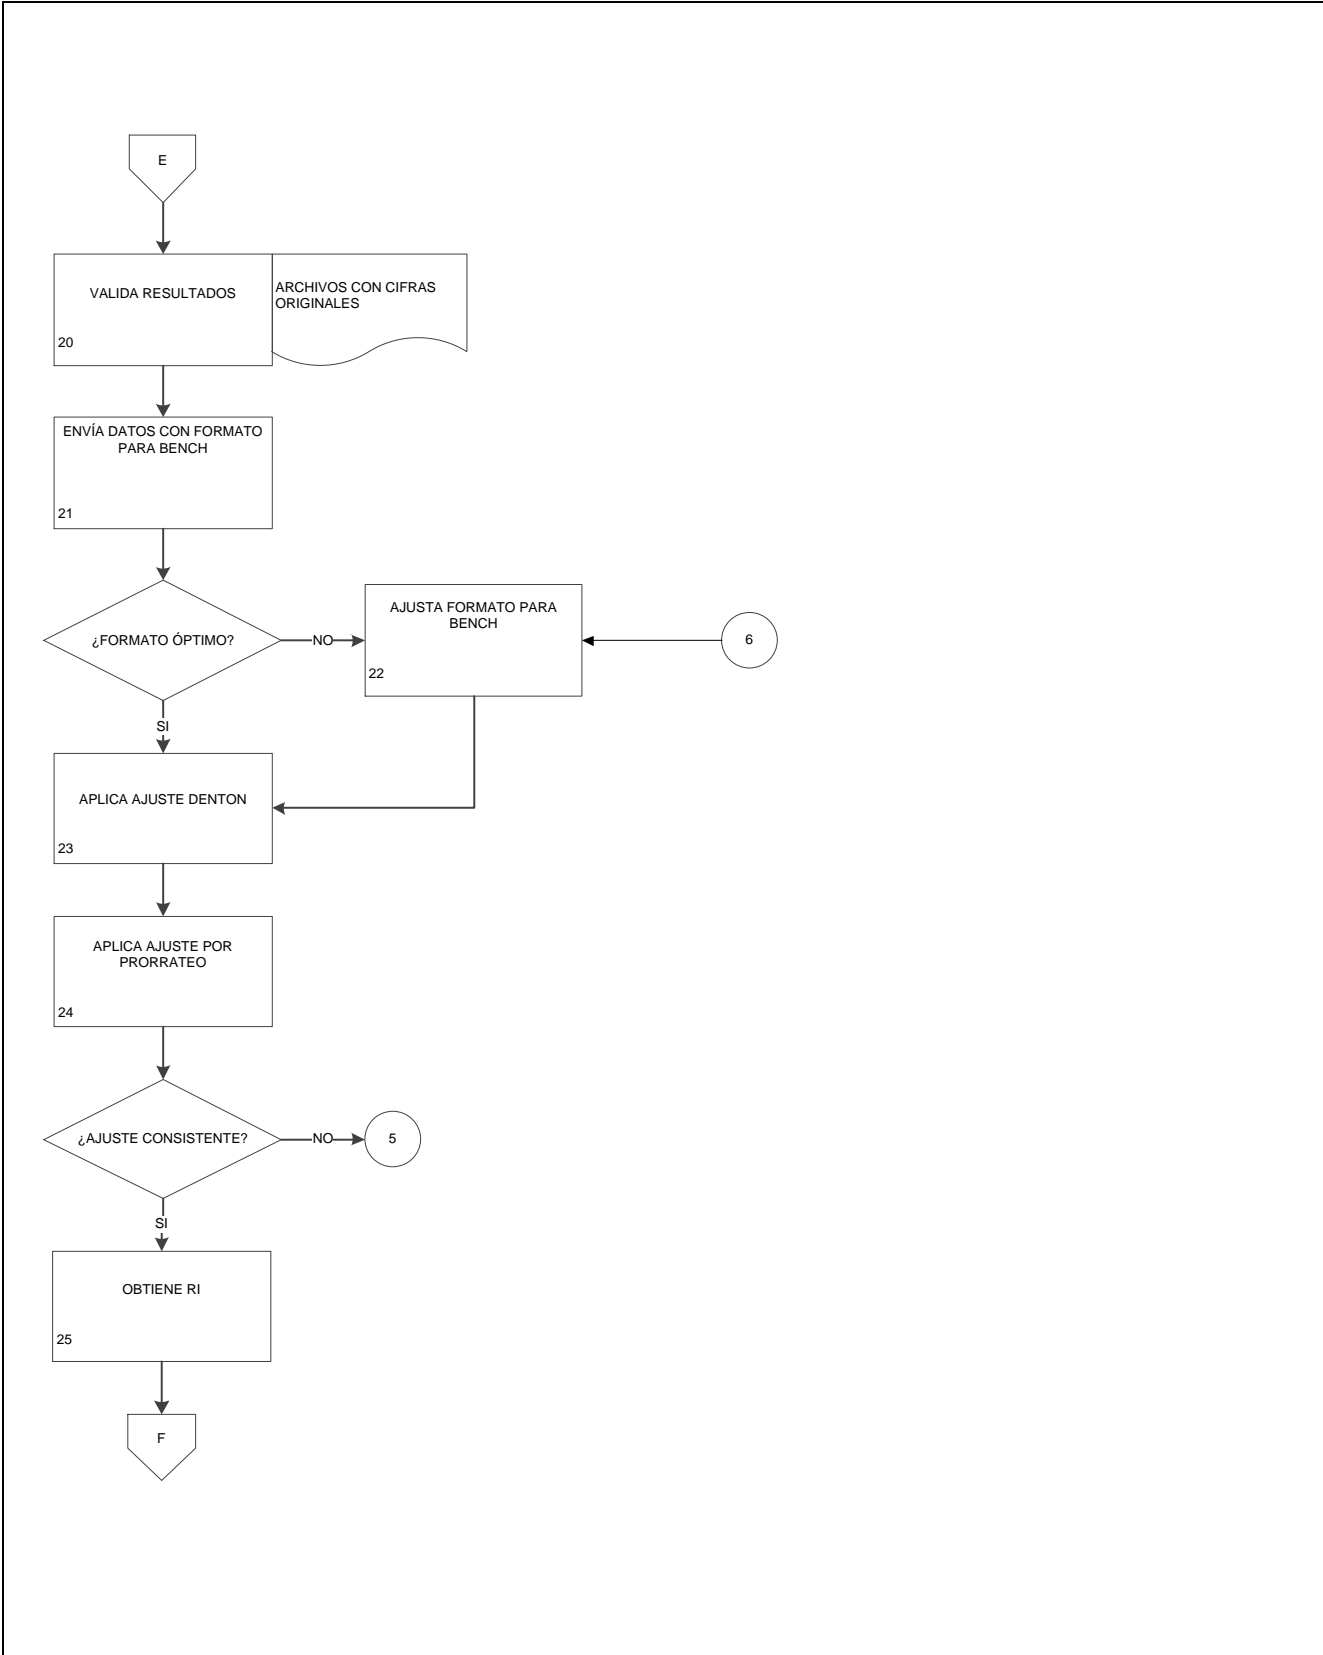 E
VALIDA RESULTADOS
20
ARCHIVOS CON CIFRAS
ORIGINALES
ENVÍA DATOS CON FORMATO
PARA BENCH
21
¿FORMATO ÓPTIMO?
NO
AJUSTA FORMATO PARA
BENCH
22
6
SI
APLICA AJUSTE DENTON
23
APLICA AJUSTE POR
PRORRATEO
24
¿AJUSTE CONSISTENTE?
NO
5
SI
OBTIENE RI
25
F